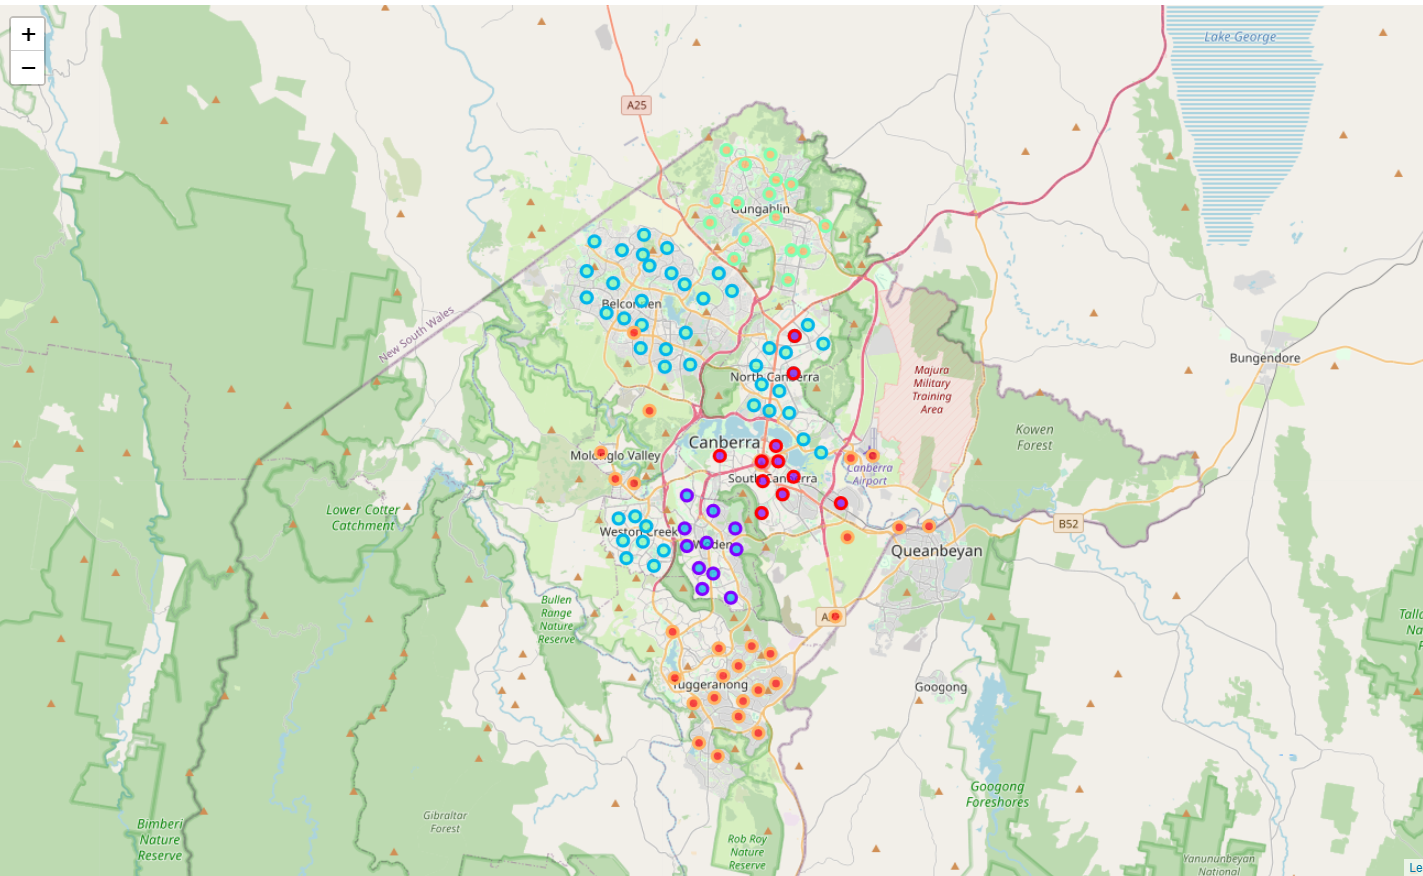 +
−
Lake George
A25
Gungahlin
New South Wales
Belconnen
Bungendore
North Canberra
Majura
Military
Training
Area
Kowen
Forest
Canberra
Molonglo Valley
Canberra
Airport
South Canberra
Lower Cotter
Catchment
B52
Weston Creek
Woden
Queanbeyan
Bullen
Range
Nature
Reserve
Tuggeranong
Googong
Googong
Foreshores
Bimberi
Nature
Reserve
Gibraltar
Forest
Rob Roy
Nature
Reserve
Yanununbeyan
National
Le